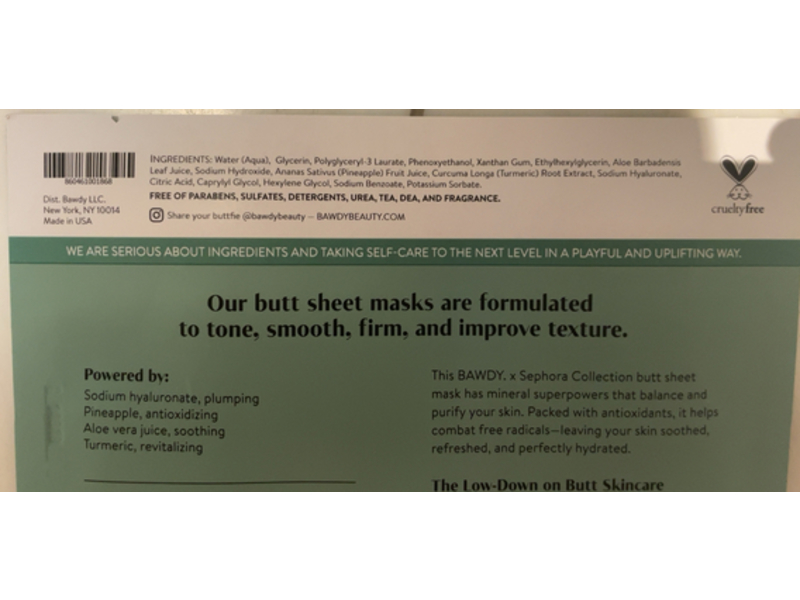 INGREDIENTS: Water (Aqua), Glycerin, Polyglyceryl-3 Laurate, Phenoxyethanol, Xanthan Gum, Ethylhexylglycerin, Aloe Barbadensis
Leaf Juice, Sodium Hydroxide, Ananas Sativus (Pineapple) Fruit Juice, Curcuma Longa (Turmeric) Root Extract, Sodium Hyaluronate,
Citric Acid, Caprylyl Glycol, Hexylene Glycol, Sodium Benzoate, Potassium Sorbate.
FREE OF PARABENS, SULFATES, DETERGENTS, UREA, TEA, DEA, AND FRAGRANCE.
Share your buttfie @bawdybeauty – BAWDYBEAUTY.COM
860461001868
Dist. Bawdy LLC.
New York, NY 10014
Made in USA
crueltyfree
WE ARE SERIOUS ABOUT INGREDIENTS AND TAKING SELF-CARE TO THE NEXT LEVEL IN A PLAYFUL AND UPLIFTING WAY.
Our butt sheet masks are formulated
to tone, smooth, firm, and improve texture.
Powered by:
Sodium hyaluronate, plumping
Pineapple, antioxidizing
Aloe vera juice, soothing
Turmeric, revitalizing
This BAWDY. x Sephora Collection butt sheet
mask has mineral superpowers that balance and
purify your skin. Packed with antioxidants, it helps
combat free radicals—leaving your skin soothed,
refreshed, and perfectly hydrated.
The Low-Down on Butt Skincare